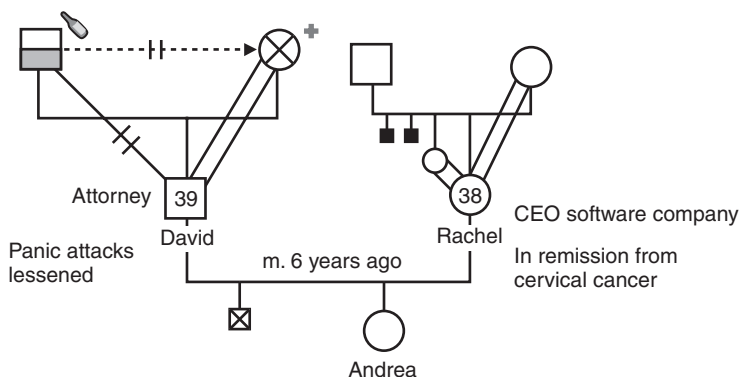 Attorney
39
David
Panic attacks
lessened
38
Rachel
CEO software company
In remission from
cervical cancer
m. 6 years ago
Andrea